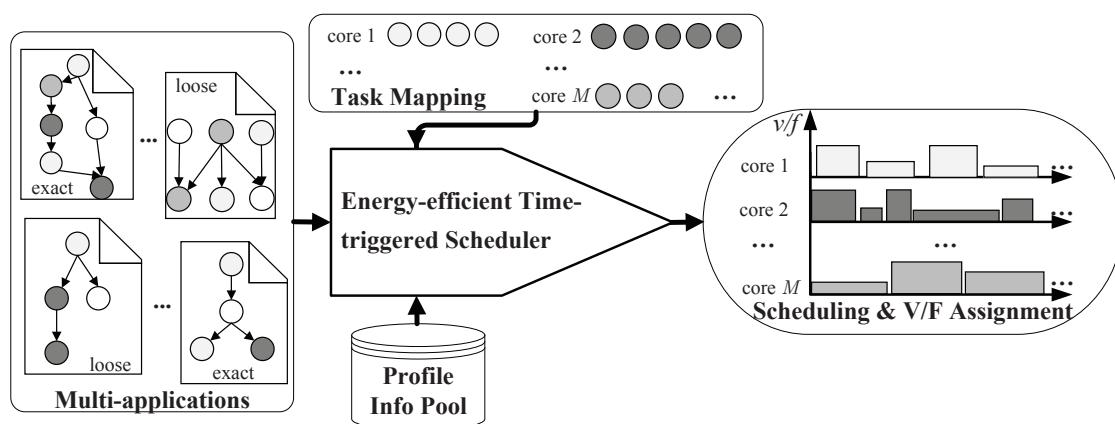 exact
...
loose
loose
...
exact
Multi-applications
core 1
core 2
...
...
Task Mapping
core M
...
Energy-efficient Time-
triggered Scheduler
Profile
Info Pool
v/f
core 1
...
core 2
...
...
...
core M
...
Scheduling & V/F Assignment